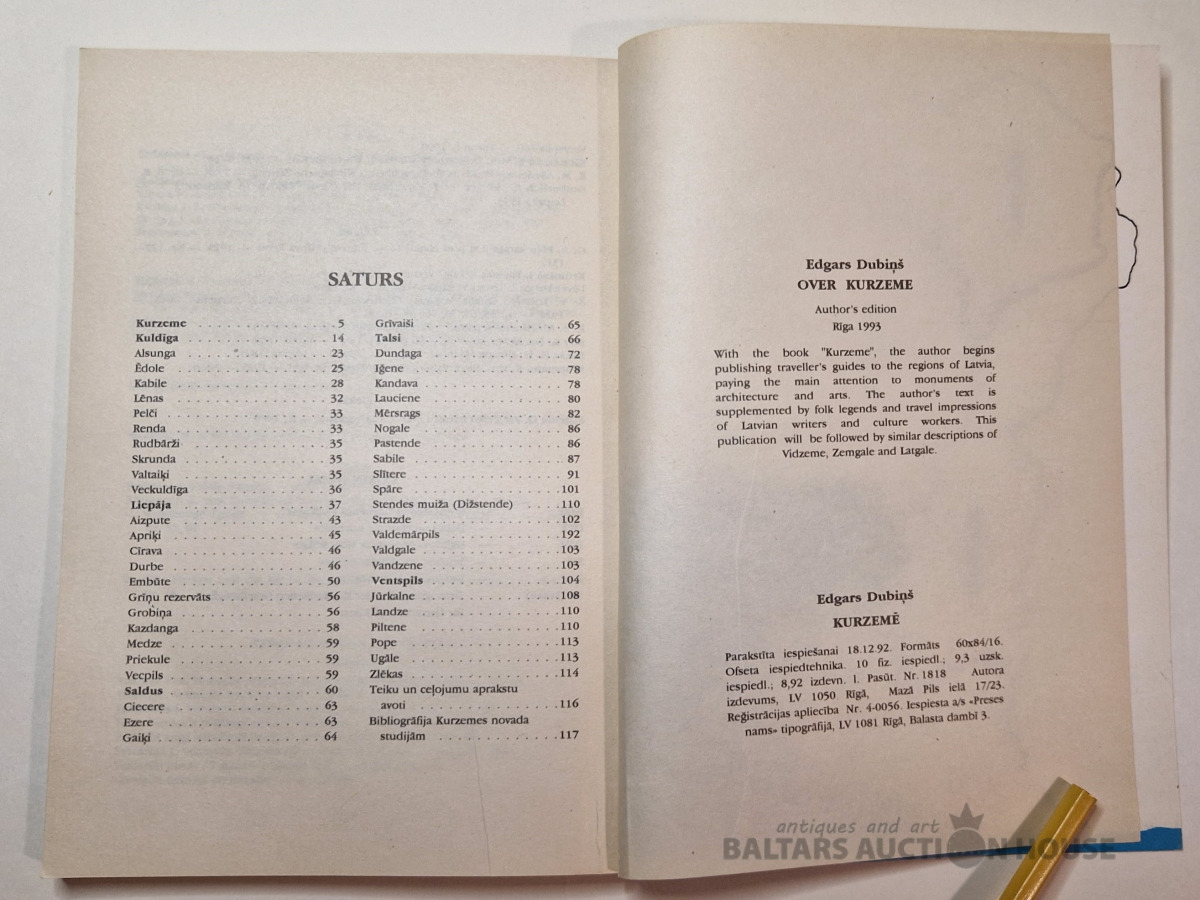 SATURS
Kurzeme . . . . . . . . . . . . . 5
Kuldīga . . . . . . . . . . . . . 14
Alsunga . . . . . . . . . . . . . 23
Ēdole . . . . . . . . . . . . . 25
Kabile . . . . . . . . . . . . . 28
Lēnas . . . . . . . . . . . . . 32
Pelči . . . . . . . . . . . . . 33
Renda . . . . . . . . . . . . . 33
Rudbārži . . . . . . . . . . . . . 35
Skrunda . . . . . . . . . . . . . 35
Valtaiķi . . . . . . . . . . . . . 35
Veckuldīga . . . . . . . . . . . . . 36
Liepāja . . . . . . . . . . . . . 37
Aizpute . . . . . . . . . . . . . 43
Apriķi . . . . . . . . . . . . . 45
Cīrava . . . . . . . . . . . . . 46
Durbe . . . . . . . . . . . . . 46
Embūte . . . . . . . . . . . . . 50
Grīņu rezervāts . . . . . . . . . . 56
Grobiņa . . . . . . . . . . . . . 56
Kazdanga . . . . . . . . . . . . . 58
Medze . . . . . . . . . . . . . 59
Priekule . . . . . . . . . . . . . 59
Vecpils . . . . . . . . . . . . . 59
Saldus . . . . . . . . . . . . . 60
Ciecere . . . . . . . . . . . . . 63
Ezere . . . . . . . . . . . . . 63
Gaiķi . . . . . . . . . . . . . 64
Grīvaiši . . . . . . . . . . . . . 65
Talsi . . . . . . . . . . . . . 66
Dundaga . . . . . . . . . . . . . 72
Iģene . . . . . . . . . . . . . 78
Kandava . . . . . . . . . . . . . 78
Lauciene . . . . . . . . . . . . . 80
Mērsrags . . . . . . . . . . . . . 82
Nogale . . . . . . . . . . . . . 86
Pastende . . . . . . . . . . . . . 86
Sabile . . . . . . . . . . . . . 87
Slītere . . . . . . . . . . . . . 91
Spāre . . . . . . . . . . . . . 101
Stendes muiža (Dižstende) . . . . 110
Strazde . . . . . . . . . . . . . 102
Valdemārpils . . . . . . . . . . 192
Valdgale . . . . . . . . . . . . . 103
Vandzene . . . . . . . . . . . . . 103
Ventspils . . . . . . . . . . . . . 104
Jūrkalne . . . . . . . . . . . . . 108
Landze . . . . . . . . . . . . . 110
Piltene . . . . . . . . . . . . . 110
Pope . . . . . . . . . . . . . 113
Ugāle . . . . . . . . . . . . . 113
Zlēkas . . . . . . . . . . . . . 114
Teiku un ceļojumu aprakstu
avoti . . . . . . . . . . . . . 116
Bibliogrāfija Kurzemes novada
studijām . . . . . . . . . . . 117
Edgars Dubiņš
OVER KURZEME
Author's edition
Rīga 1993
With the book "Kurzeme", the author begins
publishing traveller's guides to the regions of Latvia,
paying the main attention to monuments of
architecture and arts. The author's text is
supplemented by folk legends and travel impressions
of Latvian writers and culture workers. This
publication will be followed by similar descriptions of
Vidzeme, Zemgale and Latgale.
Edgars Dubiņš
KURZEMĒ
Parakstīta iespiešanai 18.12.92. Formāts 60x84/16.
Ofseta iespiedtehnika. 10 fiz. iespiedl.; 9,3 uzsk.
iespiedl.; 8,92 izdevn. l. Pasūt. Nr. 1818 Autora
izdevums, LV 1050 Rīgā, Mazā Pils ielā 17/23.
Reģistrācijas apliecība Nr. 4-0056. Iespiesta a/s «Preses
nams» tipogrāfijā, LV 1081 Rīgā, Balasta dambī 3.
antiques and art
BALTARS AUCTION HOUSE